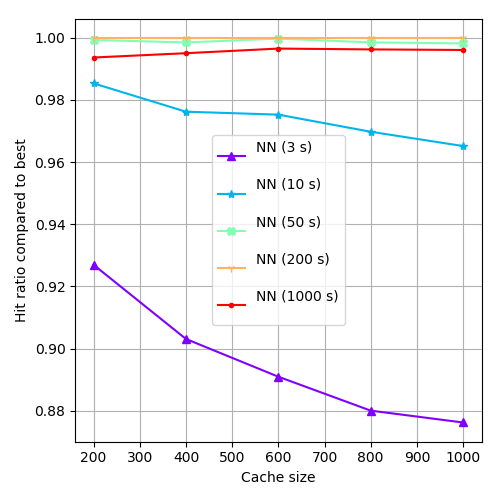 1.00
0.98
0.96
0.94
0.92
0.90
0.88
Hit ratio compared to best
NN (3 s)
NN (10 s)
NN (50 s)
NN (200 s)
NN (1000 s)
200 300 400 500 600 700 800 900 1000
Cache size